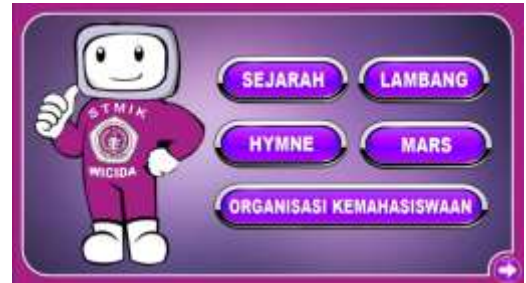 STMIK
WICIDA
SEJARAH
LAMBANG
HYMNE
MARS
ORGANISASI KEMAHASISWAAN